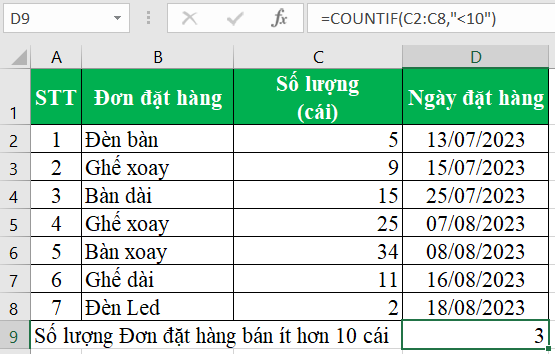 D9 =COUNTIF(C2:C8,"<10")
A B C D
1 STT Đơn đặt hàng Số lượng (cái) Ngày đặt hàng
2 1 Đèn bàn 5 13/07/2023
3 2 Ghế xoay 9 15/07/2023
4 3 Bàn dài 15 25/07/2023
5 4 Ghế xoay 25 07/08/2023
6 5 Bàn xoay 34 08/08/2023
7 6 Ghế dài 11 16/08/2023
8 7 Đèn Led 2 18/08/2023
9 Số lượng Đơn đặt hàng bán ít hơn 10 cái 3